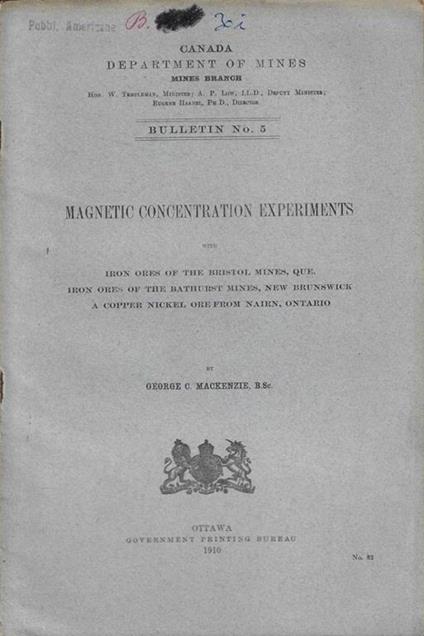 Pubbl. Americane
B. 30i
CANADA
DEPARTMENT OF MINES
MINES BRANCH
Hon. W. Templeman, Minister; A. P. Low, LL.D., Deputy Minister;
Eugene Haanel, Ph.D., Director.
BULLETIN No. 5
MAGNETIC CONCENTRATION EXPERIMENTS
WITH
IRON ORES OF THE BRISTOL MINES, QUE.
IRON ORES OF THE BATHURST MINES, NEW BRUNSWICK
A COPPER NICKEL ORE FROM NAIRN, ONTARIO
BY
GEORGE C. MACKENZIE, B.Sc.
OTTAWA
GOVERNMENT PRINTING BUREAU
1910
No. 82